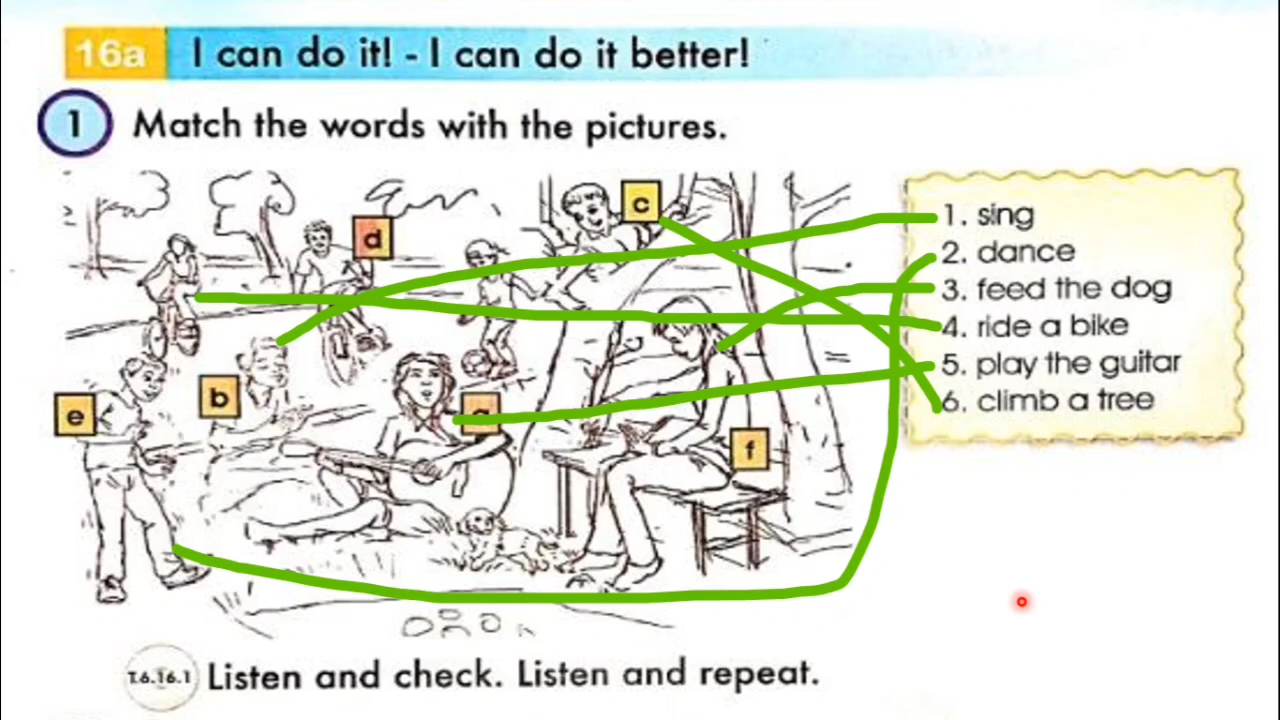 16a I can do it! - I can do it better!
1 Match the words with the pictures.
c
d
1. sing
2. dance
3. feed the dog
4. ride a bike
5. play the guitar
6. climb a tree
b
e
a
f
T.6.16.1 Listen and check. Listen and repeat.